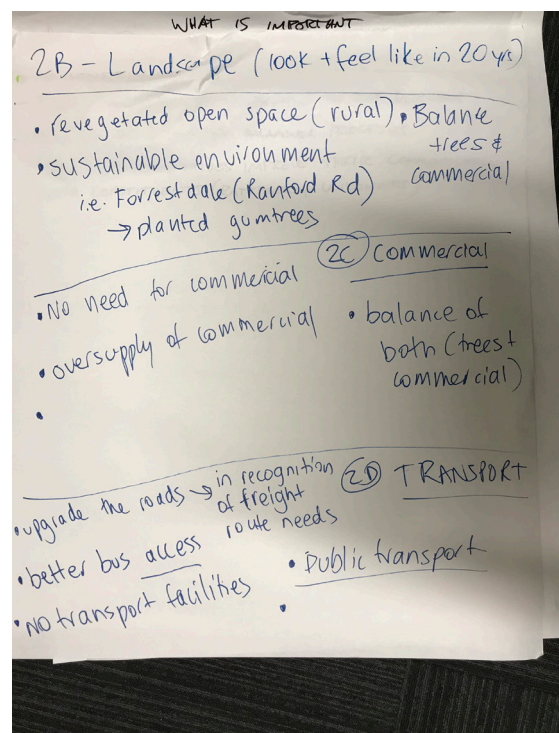 WHAT IS IMPORTANT
2B - Landscape (look + feel like in 20 yrs)
• revegetated open space (rural)
• sustainable environment
i.e. Forrestdale (Ranford Rd)
→ planted gumtrees
• Balance
trees &
commercial
2C Commercial
• No need for commercial
• oversupply of commercial
•
• balance of
both (trees +
commercial)
2D TRANSPORT
• upgrade the roads → in recognition
of freight
route needs
• better bus access
• No transport facilities
• Public transport
•